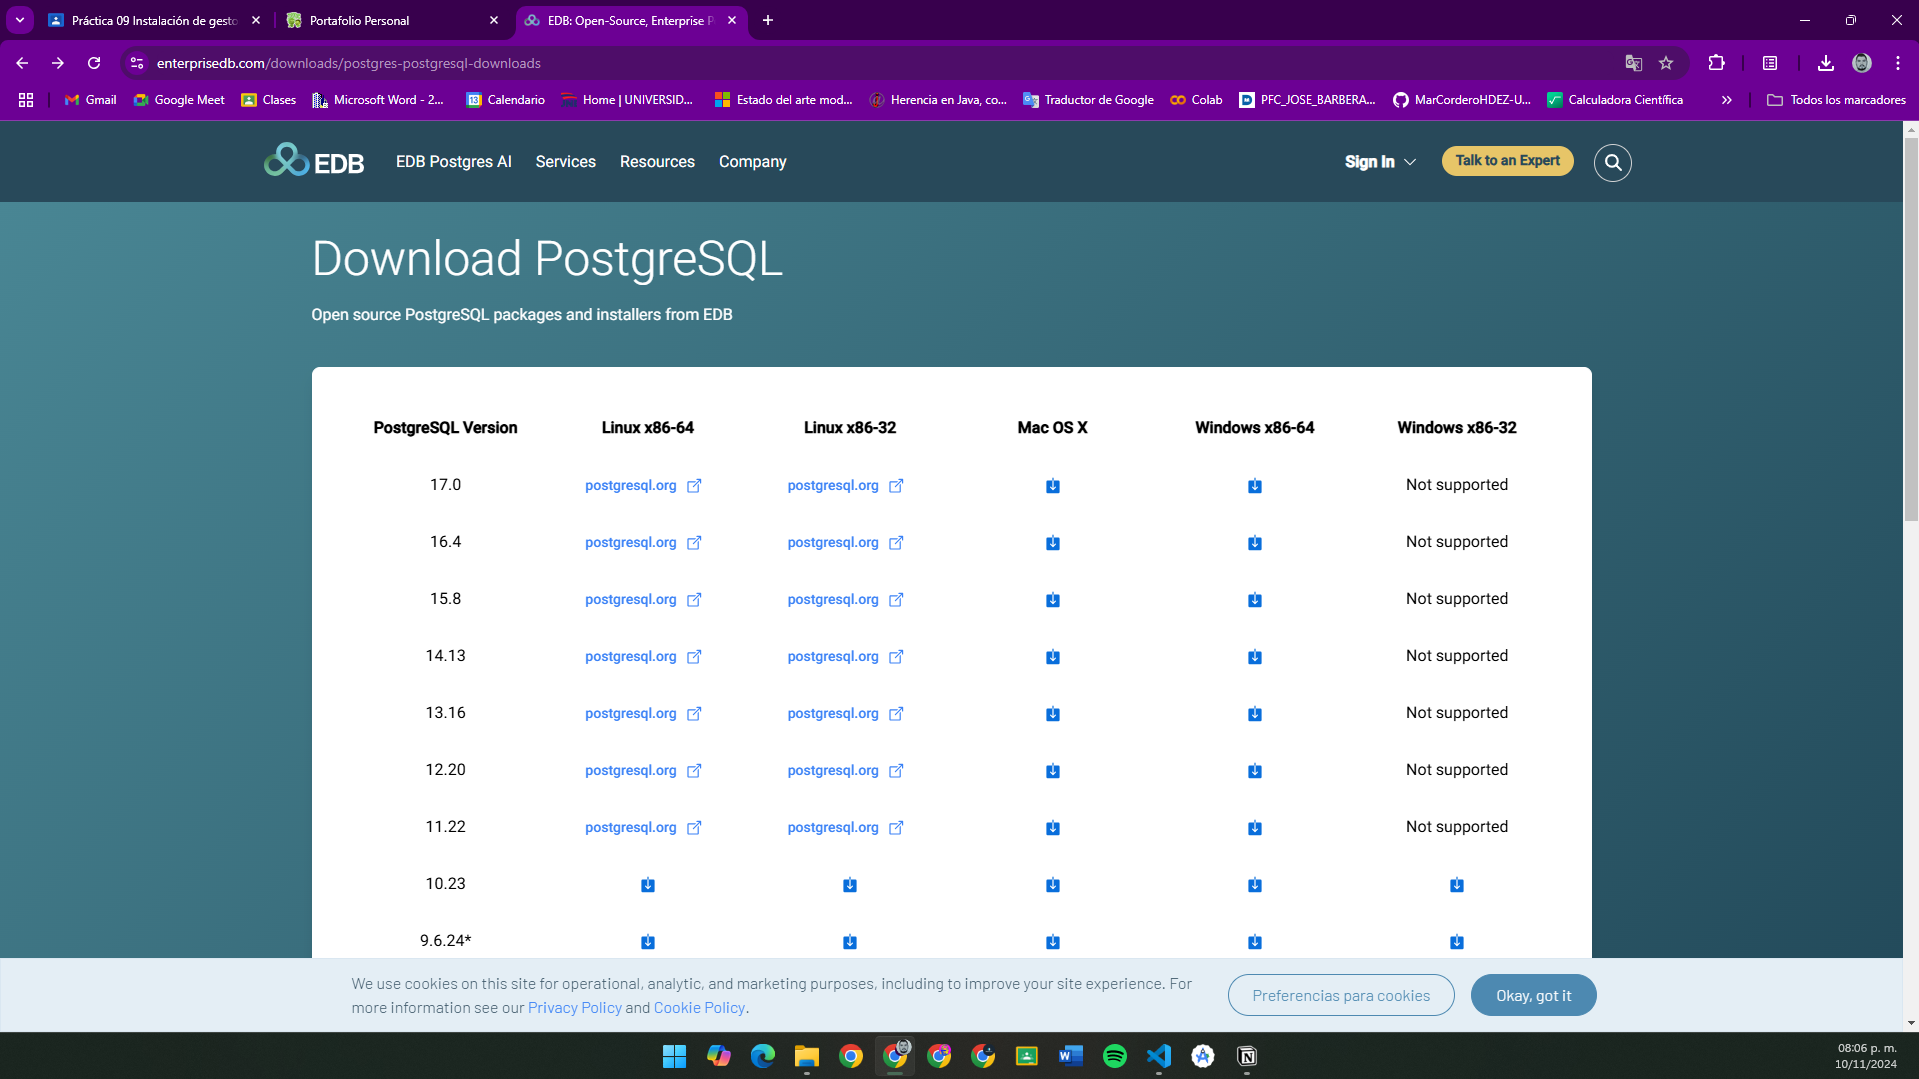 Práctica 09 Instalación de gesto
Portafolio Personal
EDB: Open-Source, Enterprise P
enterprisedb.com/downloads/postgres-postgresql-downloads
Gmail
Google Meet
Clases
Microsoft Word - 2...
Calendario
Home | UNIVERSID...
Estado del arte mod...
Herencia en Java, co...
Traductor de Google
Colab
PFC_JOSE_BARBERA...
MarCorderoHDEZ-U...
Calculadora Científica
Todos los marcadores
EDB
EDB Postgres AI
Services
Resources
Company
Sign In
Talk to an Expert
Download PostgreSQL
Open source PostgreSQL packages and installers from EDB
PostgreSQL Version Linux x86-64 Linux x86-32 Mac OS X Windows x86-64 Windows x86-32
17.0 postgresql.org postgresql.org Not supported
16.4 postgresql.org postgresql.org Not supported
15.8 postgresql.org postgresql.org Not supported
14.13 postgresql.org postgresql.org Not supported
13.16 postgresql.org postgresql.org Not supported
12.20 postgresql.org postgresql.org Not supported
11.22 postgresql.org postgresql.org Not supported
10.23
9.6.24*
We use cookies on this site for operational, analytic, and marketing purposes, including to improve your site experience. For
more information see our Privacy Policy and Cookie Policy.
Preferencias para cookies
Okay, got it
08:06 p. m.
10/11/2024